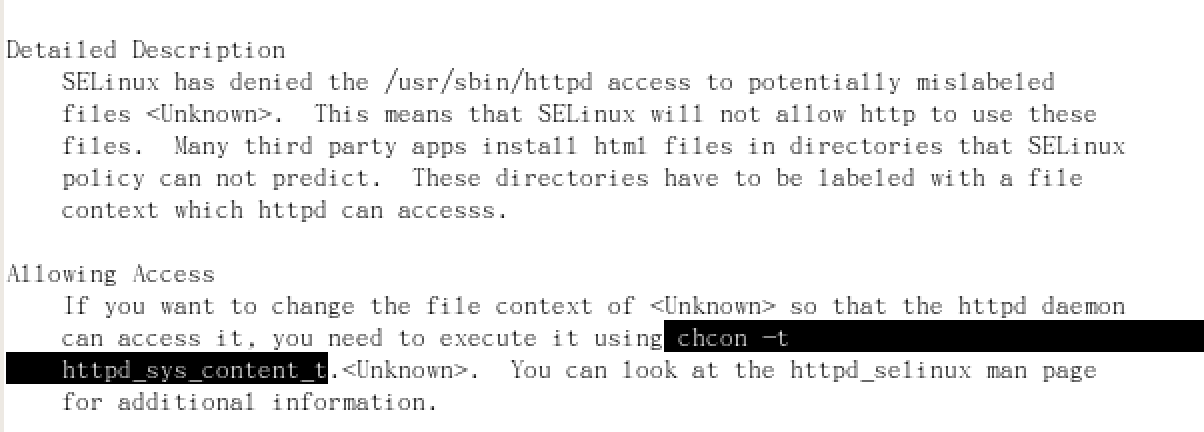 Detailed Description
SELinux has denied the /usr/sbin/httpd access to potentially mislabeled
files <Unknown>.  This means that SELinux will not allow http to use these
files.  Many third party apps install html files in directories that SELinux
policy can not predict.  These directories have to be labeled with a file
context which httpd can accesss.
Allowing Access
If you want to change the file context of <Unknown> so that the httpd daemon
can access it, you need to execute it using chcon -t
httpd_sys_content_t.<Unknown>.  You can look at the httpd_selinux man page
for additional information.